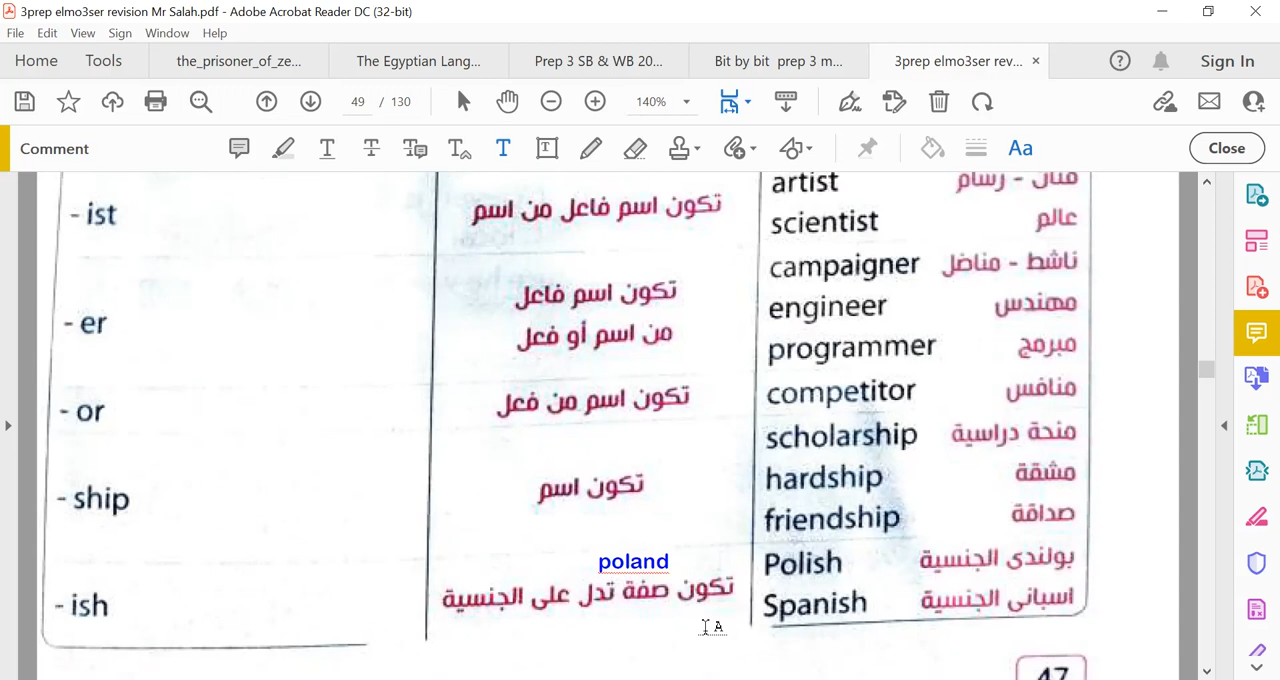 3prep elmo3ser revision Mr Salah.pdf - Adobe Acrobat Reader DC (32-bit)
File Edit View Sign Window Help
Home Tools the_prisoner_of_ze... The Egyptian Lang... Prep 3 SB & WB 20... Bit by bit prep 3 m... 3prep elmo3ser rev... Sign In
49 / 130 140%
Comment Close
- ist تكون اسم فاعل من اسم
artist فنان - رسام
scientist عالم
- er تكون اسم فاعل
من اسم أو فعل
campaigner ناشط - مناضل
engineer مهندس
programmer مبرمج
- or تكون اسم من فعل
competitor منافس
- ship تكون اسم
scholarship منحة دراسية
hardship مشقة
friendship صداقة
poland
- ish تكون صفة تدل على الجنسية
Polish بولندى الجنسية
Spanish اسبانى الجنسية
47